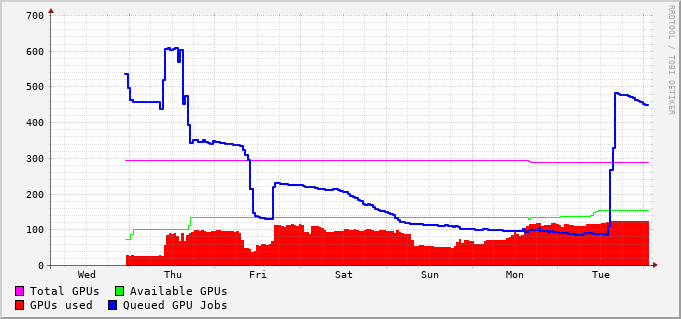 700
600
500
400
300
200
100
0
Wed Thu Fri Sat Sun Mon Tue
Total GPUs Available GPUs
GPUs used Queued GPU Jobs
RRDTOOL / TOBI OETIKER